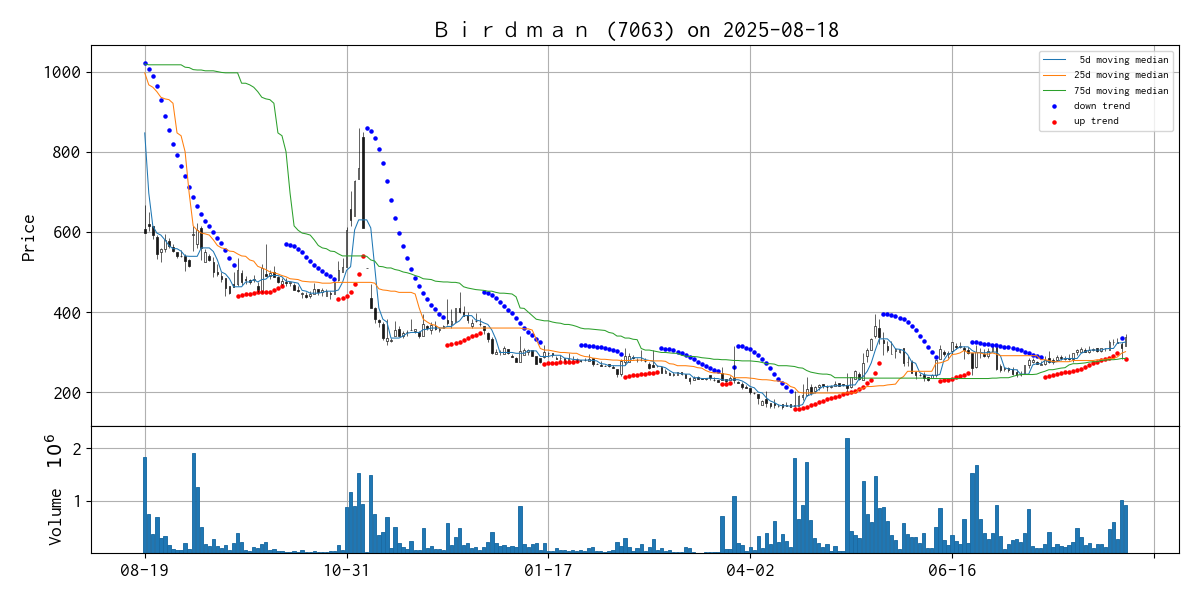 Ｂｉｒｄｍａｎ (7063) on 2025-08-18
5d moving median
25d moving median
75d moving median
down trend
up trend
Price
1000
800
600
400
200
Volume 10^6
2
1
08-19
10-31
01-17
04-02
06-16